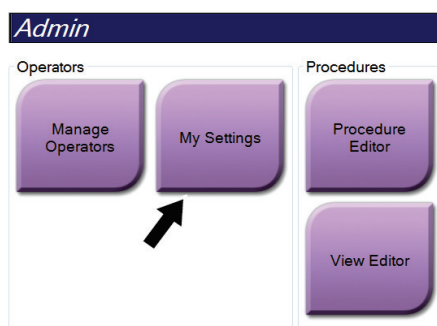 Admin
Operators
Procedures
Manage
Operators
My Settings
Procedure
Editor
View Editor